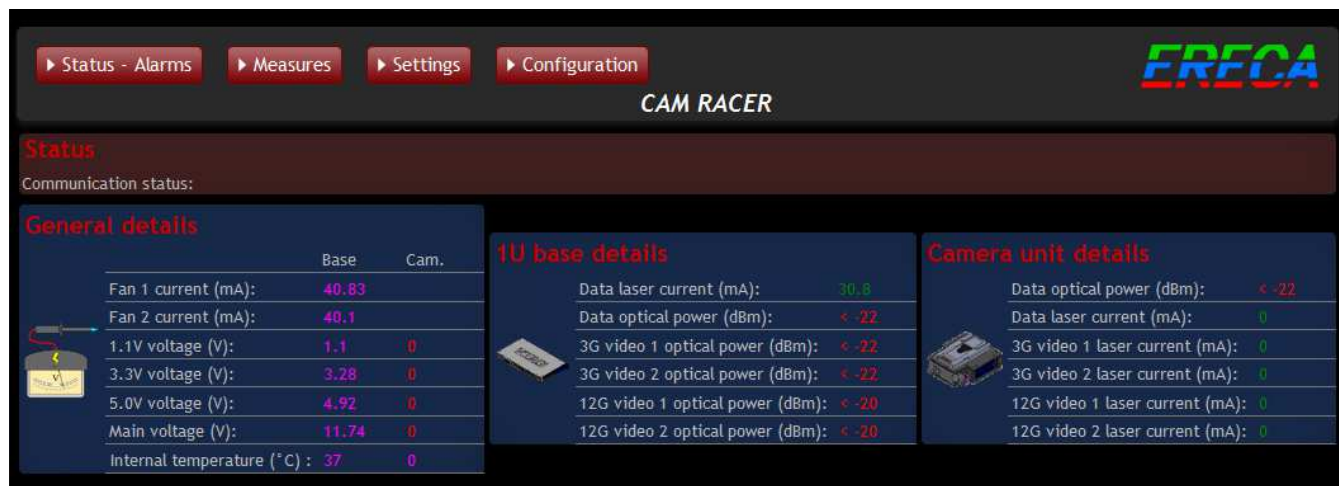 Status - Alarms Measures Settings Configuration
ERECA
CAM RACER
Status
Communication status:
General details
Base Cam.
Fan 1 current (mA): 40.83
Fan 2 current (mA): 40.1
1.1V voltage (V): 1.1 0
3.3V voltage (V): 3.28 0
5.0V voltage (V): 4.92 0
Main voltage (V): 11.74 0
Internal temperature (°C) : 37 0
1U base details
Data laser current (mA): 30.8
Data optical power (dBm): < -22
3G video 1 optical power (dBm): < -22
3G video 2 optical power (dBm): < -22
12G video 1 optical power (dBm): < -20
12G video 2 optical power (dBm): < -20
Camera unit details
Data optical power (dBm): < -22
Data laser current (mA): 0
3G video 1 laser current (mA): 0
3G video 2 laser current (mA): 0
12G video 1 laser current (mA): 0
12G video 2 laser current (mA): 0